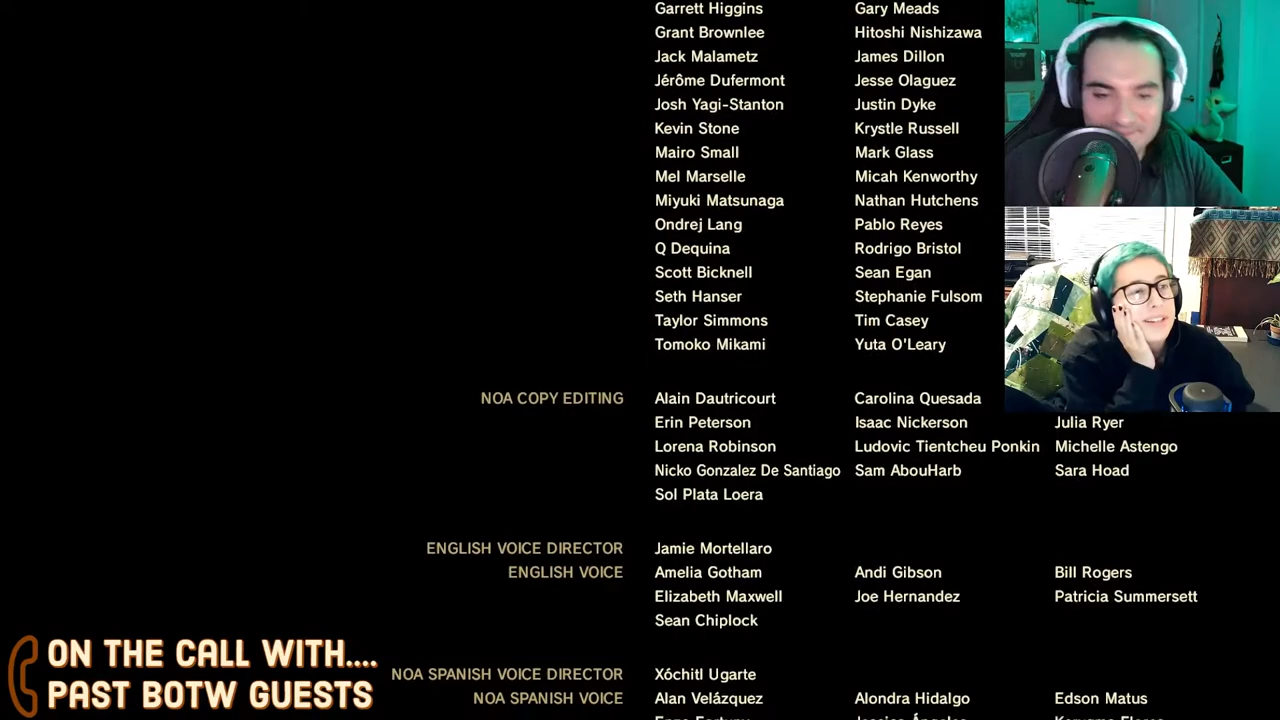 Garrett Higgins Gary Meads
Grant Brownlee Hitoshi Nishizawa
Jack Malametz James Dillon
Jérôme Dufermont Jesse Olaguez
Josh Yagi-Stanton Justin Dyke
Kevin Stone Krystle Russell
Mairo Small Mark Glass
Mel Marselle Micah Kenworthy
Miyuki Matsunaga Nathan Hutchens
Ondrej Lang Pablo Reyes
Q Dequina Rodrigo Bristol
Scott Bicknell Sean Egan
Seth Hanser Stephanie Fulsom
Taylor Simmons Tim Casey
Tomoko Mikami Yuta O'Leary
NOA COPY EDITING Alain Dautricourt Carolina Quesada
Erin Peterson Isaac Nickerson Julia Ryer
Lorena Robinson Ludovic Tientcheu Ponkin Michelle Astengo
Nicko Gonzalez De Santiago Sam AbouHarb Sara Hoad
Sol Plata Loera
ENGLISH VOICE DIRECTOR Jamie Mortellaro
ENGLISH VOICE Amelia Gotham Andi Gibson Bill Rogers
Elizabeth Maxwell Joe Hernandez Patricia Summersett
Sean Chiplock
NOA SPANISH VOICE DIRECTOR Xóchitl Ugarte
NOA SPANISH VOICE Alan Velázquez Alondra Hidalgo Edson Matus
ON THE CALL WITH....
PAST BOTW GUESTS